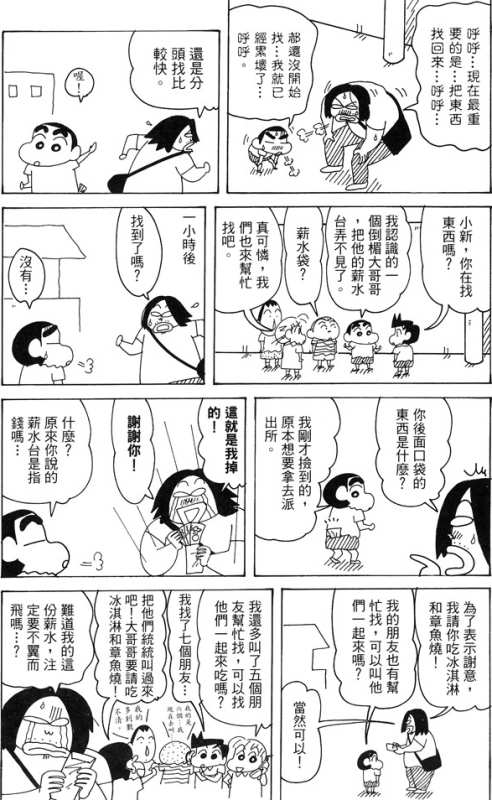 呼呼…現在最重
要的是…把東西
找回來…呼呼…
都還沒開始
找…我就已
經累壞了…
呼呼。
還是分
頭找比
較快。
喔！
小新，你在找
東西嗎？
我認識的一
個倒楣大哥哥
，把他的薪水
台弄不見了。
薪水袋？
真可憐，我
們也來幫忙
找吧。
一小時後
找到了嗎？
沒有…
你後面口袋的
東西是什麼？
我剛才撿到的，
原本想要拿去派
出所。
這就是我掉
的！
謝謝你！
什麼？
原來你說的
薪水台是指
錢嗎…
為了表示謝意，
我請你吃冰淇淋
和章魚燒！
我的朋友也有幫
忙找，可以叫他
們一起來嗎？
當然可以！
我還多叫了五個朋
友幫忙找，可以找
他們一起來吃嗎？
我找了七個朋友…
把他們統統叫過來
吧！大哥哥要請吃
冰淇淋和章魚燒！
我的是
六個…
我的
多到數
不清。
難道我的這
份薪水，注
定要不翼而
飛嗎…？